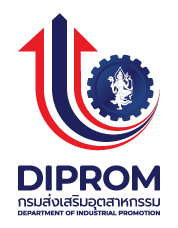 DIPROM
กรมส่งเสริมอุตสาหกรรม
DEPARTMENT OF INDUSTRIAL PROMOTION